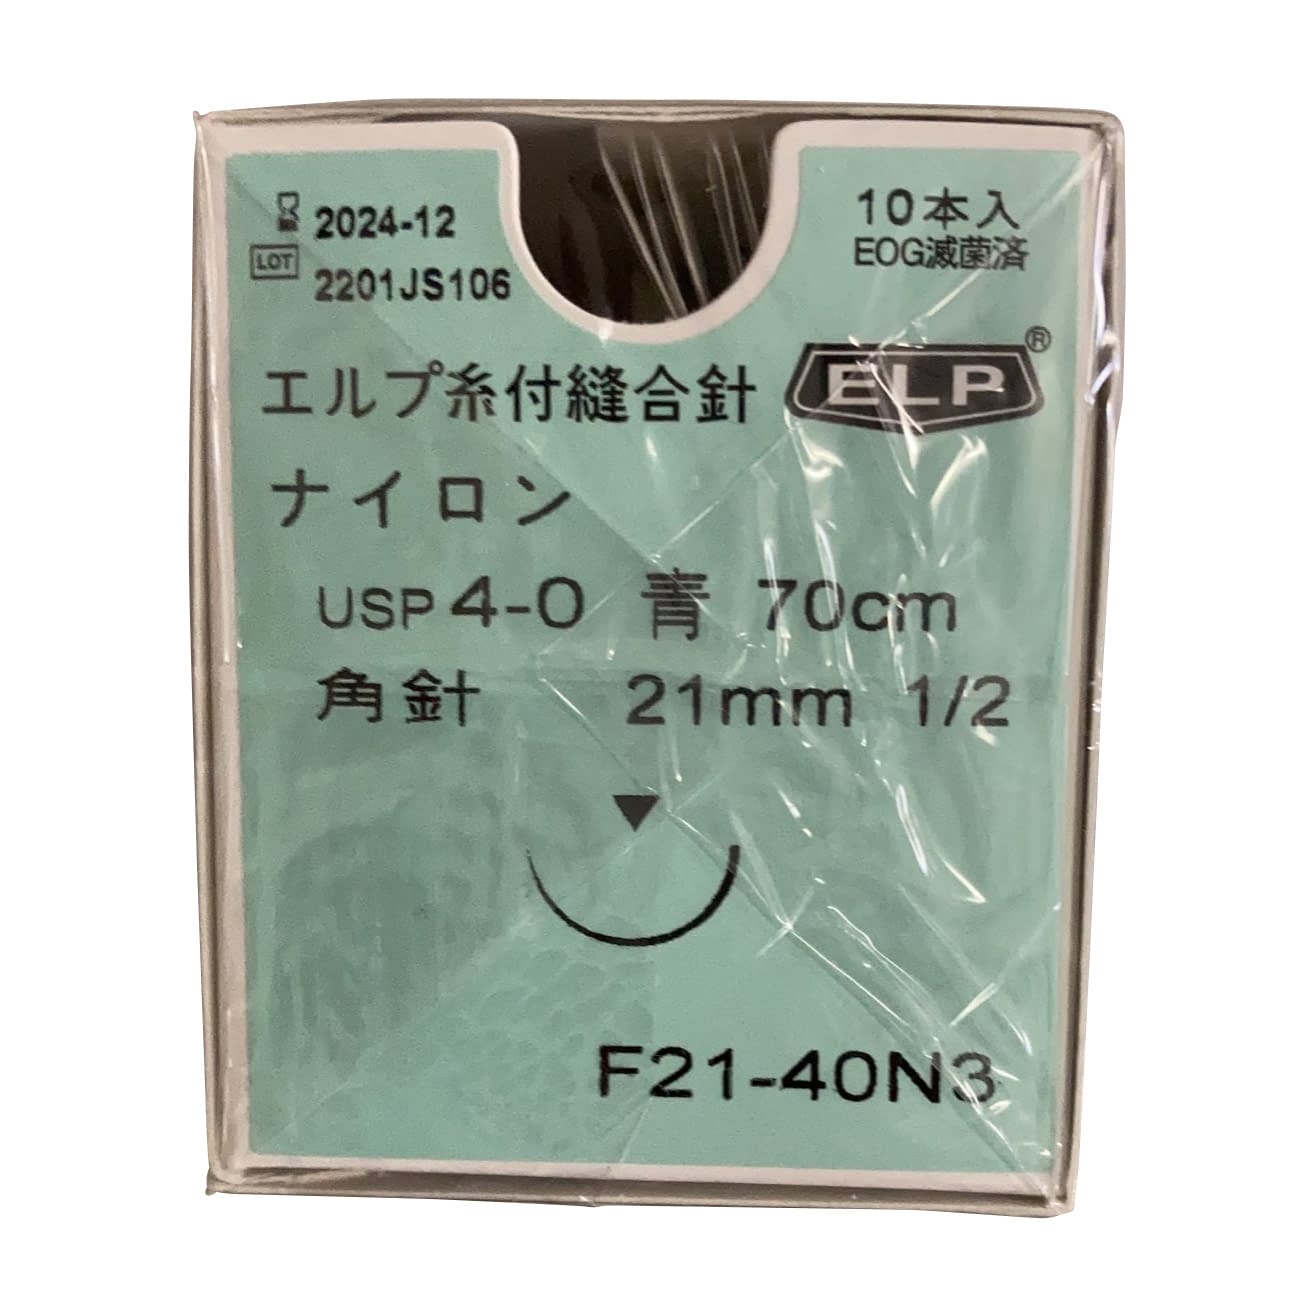 2024-12
LOT 2201JS106
10本入
EOG滅菌済
エルプ糸付縫合針
ELP®
ナイロン
USP 4-0 青 70cm
角針 21mm 1/2
F21-40N3